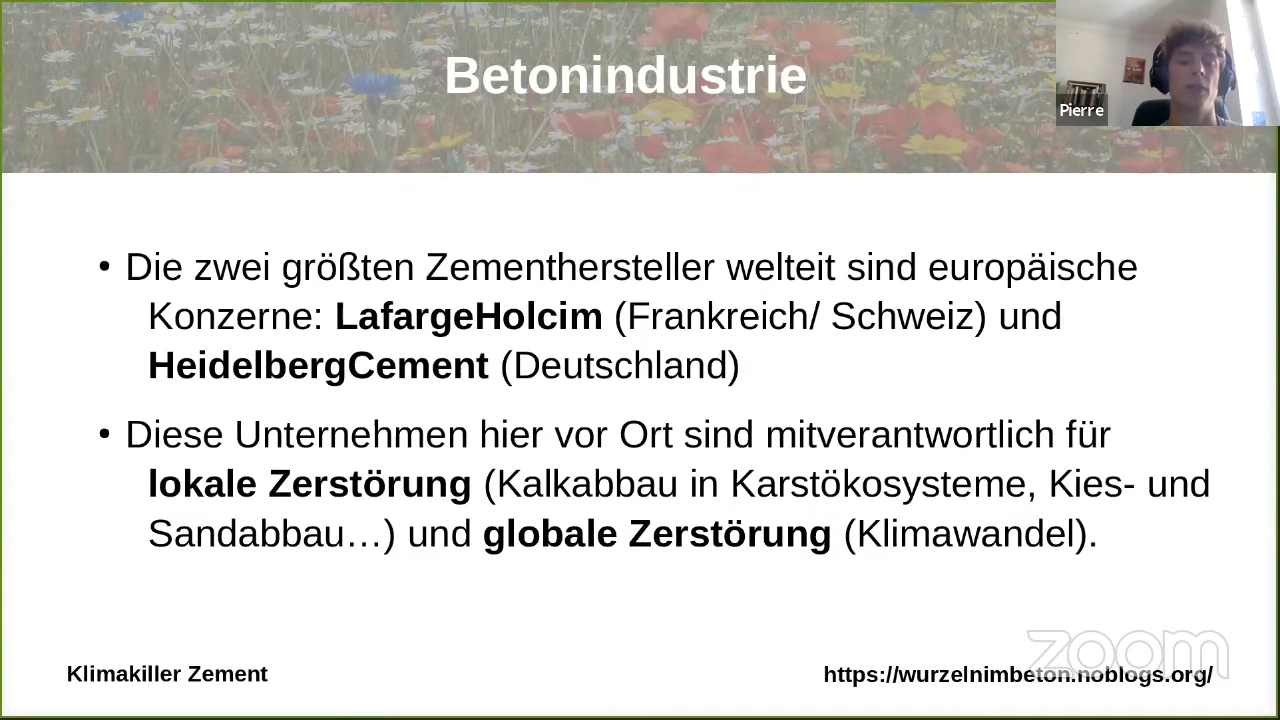 Betonindustrie
Pierre
• Die zwei größten Zementhersteller welteit sind europäische
Konzerne: LafargeHolcim (Frankreich/ Schweiz) und
HeidelbergCement (Deutschland)
• Diese Unternehmen hier vor Ort sind mitverantwortlich für
lokale Zerstörung (Kalkabbau in Karstökosysteme, Kies- und
Sandabbau…) und globale Zerstörung (Klimawandel).
zoom
Klimakiller Zement
https://wurzelnimbeton.noblogs.org/